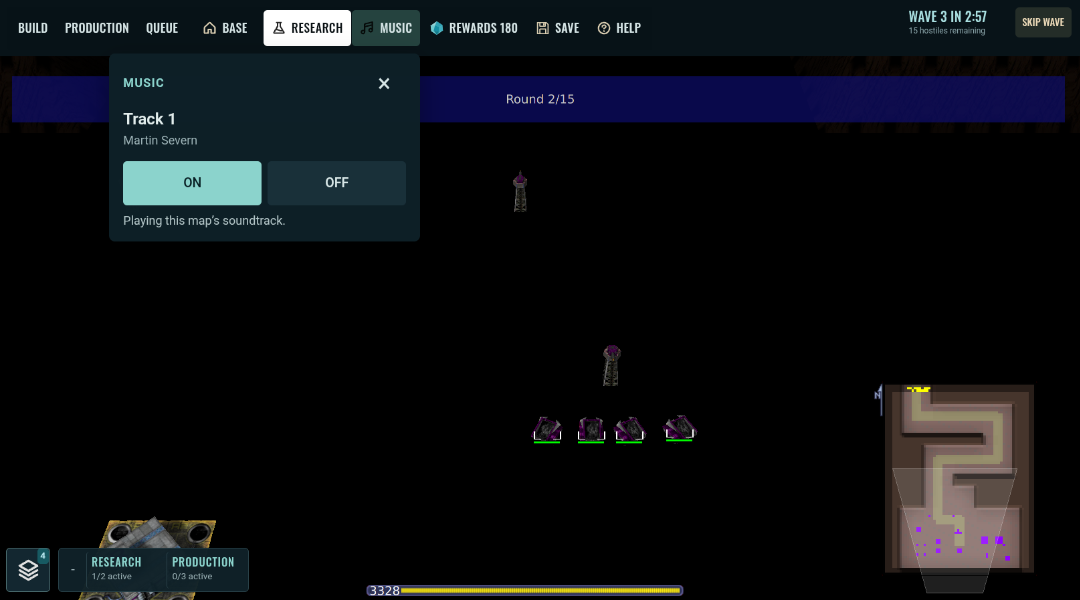 BUILD PRODUCTION QUEUE BASE RESEARCH MUSIC REWARDS 180 SAVE HELP
WAVE 3 IN 2:57
15 hostiles remaining
SKIP WAVE
MUSIC
Round 2/15
Track 1
Martin Severn
ON OFF
Playing this map's soundtrack.
N
4
- RESEARCH PRODUCTION
1/2 active 0/3 active
3328